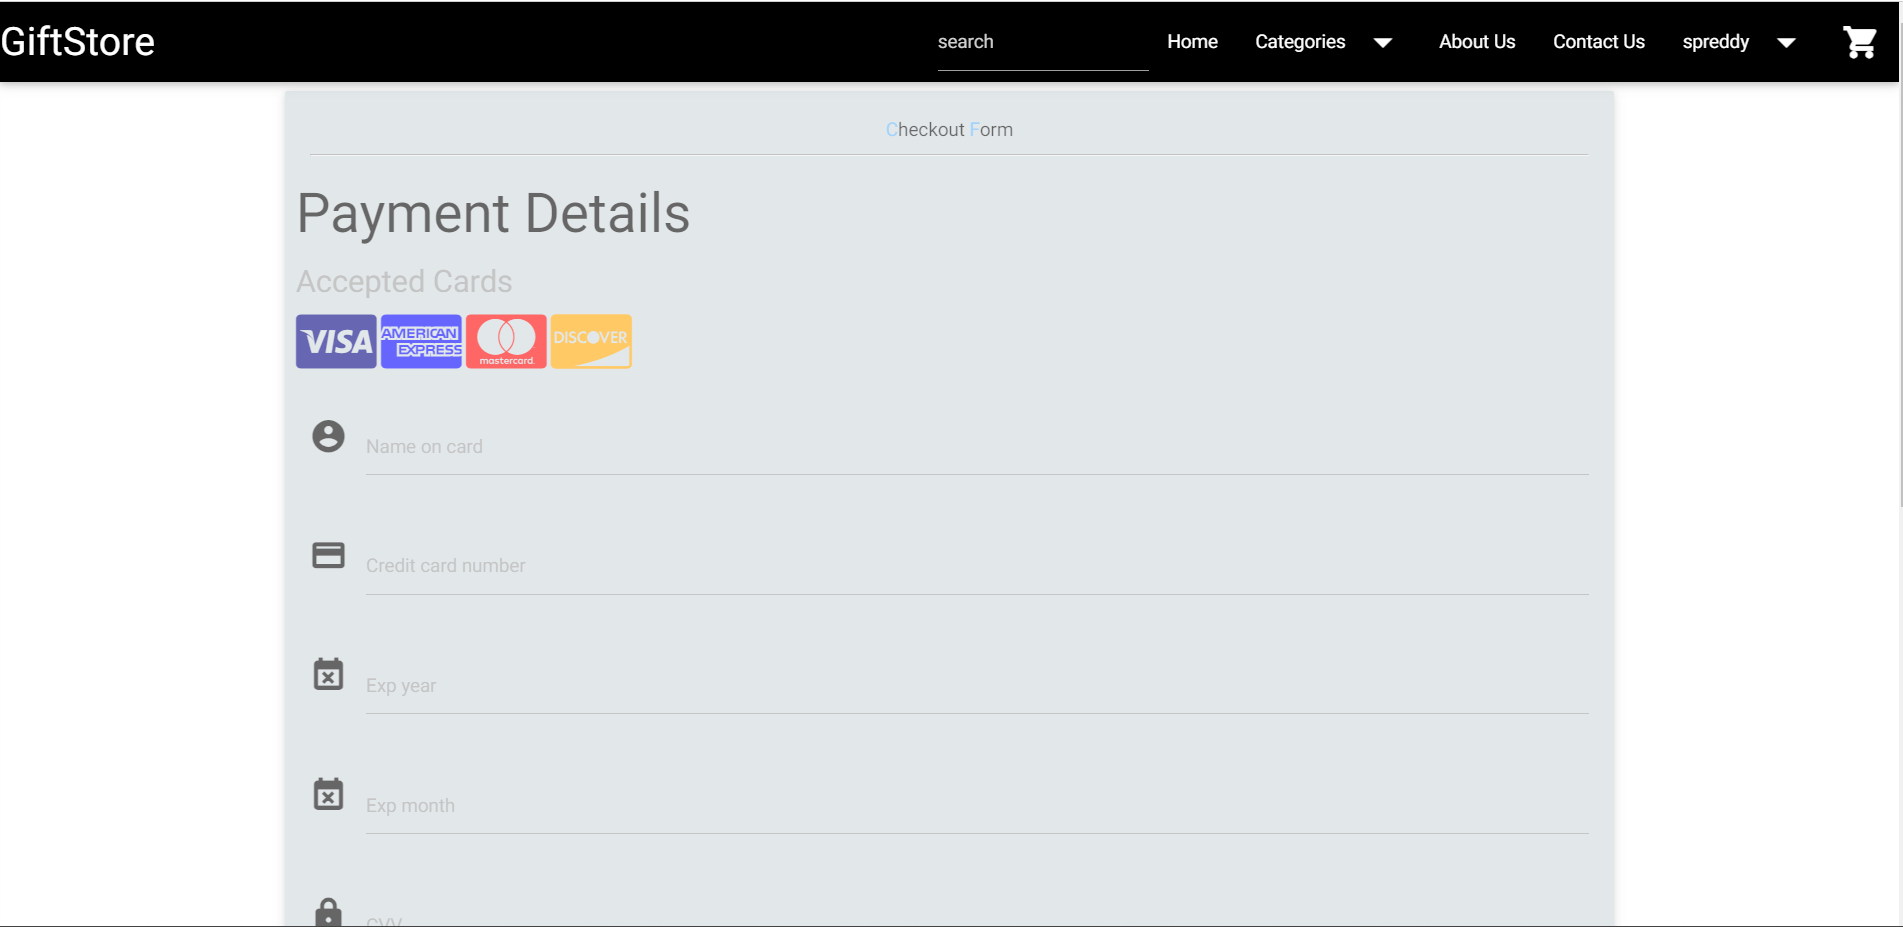 GiftStore search Home Categories About Us Contact Us spreddy
Checkout Form
Payment Details
Accepted Cards
VISA AMERICAN EXPRESS mastercard. DISCOVER
Name on card
Credit card number
Exp year
Exp month
CVV